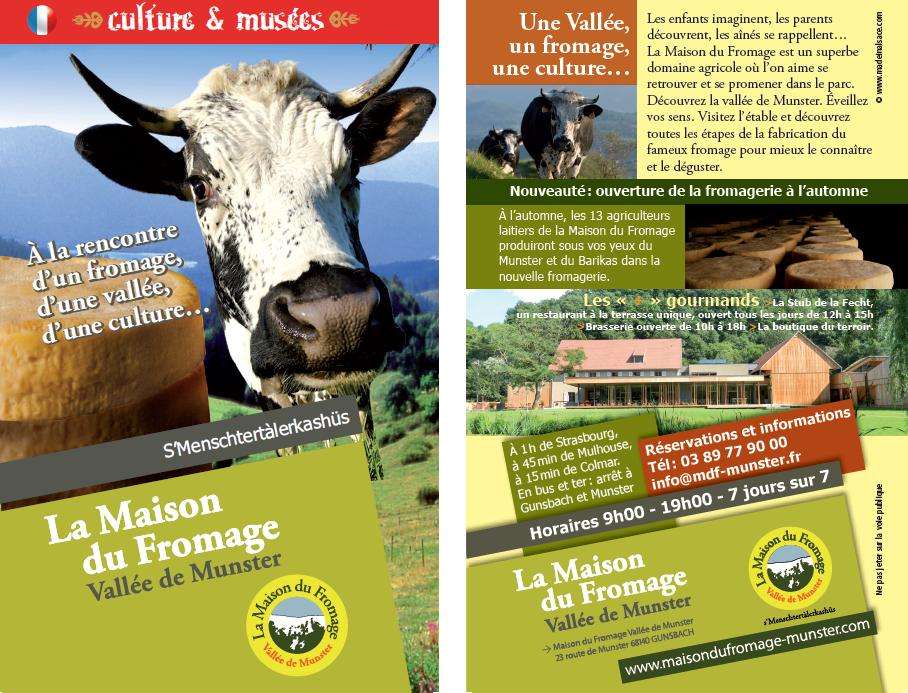 culture & musées
À la rencontre
d'un fromage,
d'une vallée,
d'une culture...
S'Menschtertàlerkashüs
La Maison
du Fromage
Vallée de Munster
La Maison du Fromage
Vallée de Munster
Une Vallée,
un fromage,
une culture...
Les enfants imaginent, les parents
découvrent, les aînés se rappellent...
La Maison du Fromage est un superbe
domaine agricole où l'on aime se
retrouver et se promener dans le parc.
Découvrez la vallée de Munster. Éveillez
vos sens. Visitez l'étable et découvrez
toutes les étapes de la fabrication du
fameux fromage pour mieux le connaître
et le déguster.
© www.madeinalsace.com
Nouveauté : ouverture de la fromagerie à l'automne
À l'automne, les 13 agriculteurs
laitiers de la Maison du Fromage
produiront sous vos yeux du
Munster et du Barikas dans la
nouvelle fromagerie.
Les « + » gourmands >La Stub de la Fecht,
un restaurant à la terrasse unique, ouvert tous les jours de 12h à 15h
>Brasserie ouverte de 10h à 18h >La boutique du terroir.
À 1h de Strasbourg,
à 45min de Mulhouse,
à 15min de Colmar.
En bus et ter : arrêt à
Gunsbach et Munster
Réservations et informations
Tél : 03 89 77 90 00
info@mdf-munster.fr
Horaires 9h00 - 19h00 - 7 jours sur 7
La Maison
du Fromage
Vallée de Munster
> Maison du Fromage Vallée de Munster
23 route de Munster 68140 GUNSBACH
La Maison du Fromage
Vallée de Munster
s'Menschtertàlerkashüs
www.maisondufromage-munster.com
Ne pas jeter sur la voie publique